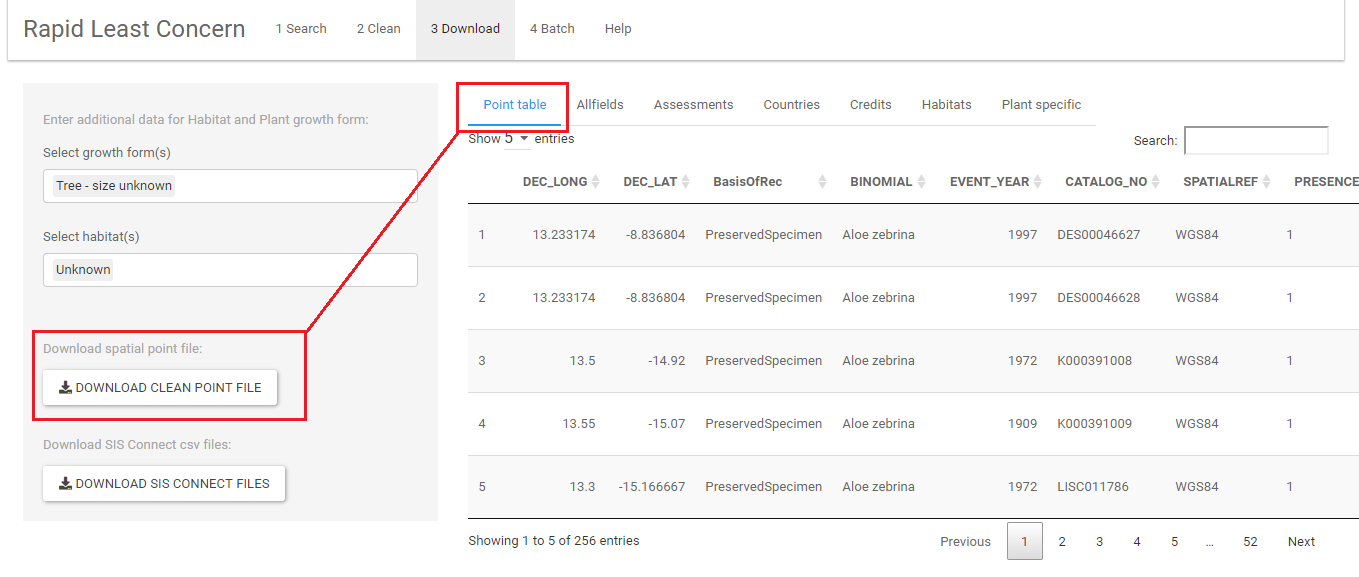 Rapid Least Concern 1 Search 2 Clean 3 Download 4 Batch Help
Enter additional data for Habitat and Plant growth form:
Select growth form(s)
Tree - size unknown
Select habitat(s)
Unknown
Download spatial point file:
DOWNLOAD CLEAN POINT FILE
Download SIS Connect csv files:
DOWNLOAD SIS CONNECT FILES
Point table Allfields Assessments Countries Credits Habitats Plant specific
Show 5 entries Search:
DEC_LONG DEC_LAT BasisOfRec BINOMIAL EVENT_YEAR CATALOG_NO SPATIALREF PRESENCE
1 13.233174 -8.836804 PreservedSpecimen Aloe zebrina 1997 DES00046627 WGS84 1
2 13.233174 -8.836804 PreservedSpecimen Aloe zebrina 1997 DES00046628 WGS84 1
3 13.5 -14.92 PreservedSpecimen Aloe zebrina 1972 K000391008 WGS84 1
4 13.55 -15.07 PreservedSpecimen Aloe zebrina 1909 K000391009 WGS84 1
5 13.3 -15.166667 PreservedSpecimen Aloe zebrina 1972 LISC011786 WGS84 1
Showing 1 to 5 of 256 entries Previous 1 2 3 4 5 … 52 Next